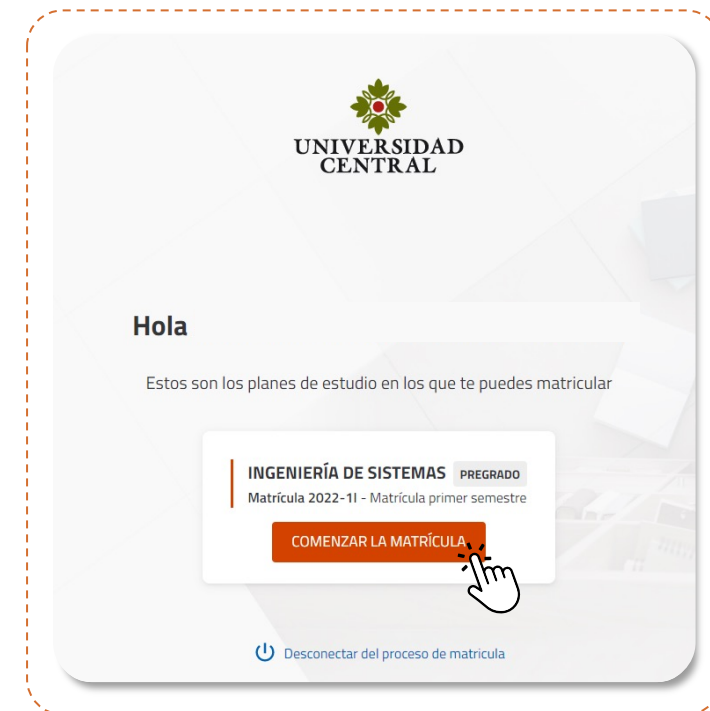 UNIVERSIDAD
CENTRAL
Hola
Estos son los planes de estudio en los que te puedes matricular
INGENIERÍA DE SISTEMAS PREGRADO
Matrícula 2022-1I - Matrícula primer semestre
COMENZAR LA MATRÍCULA
Desconectar del proceso de matricula